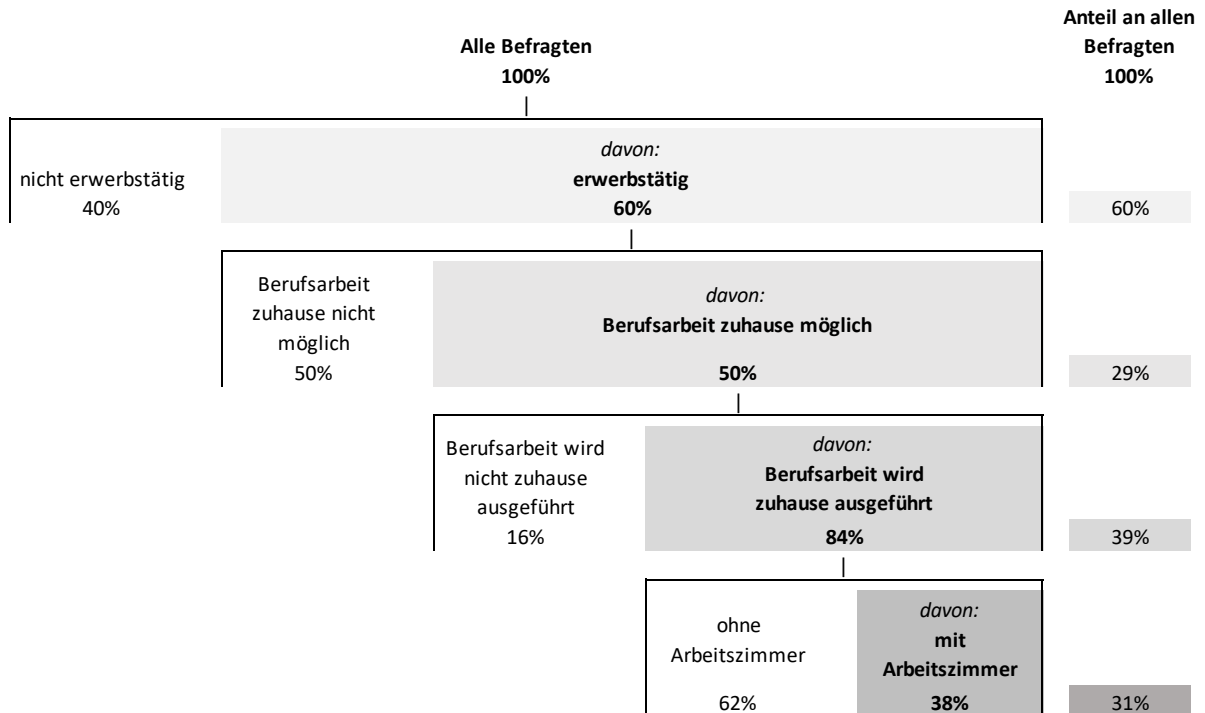 Anteil an allen
Alle Befragten Befragten
100% 100%
davon:
nicht erwerbstätig erwerbstätig
40% 60% 60%
Berufsarbeit
zuhause nicht
möglich
50%
davon:
Berufsarbeit zuhause möglich
50% 29%
Berufsarbeit wird
nicht zuhause
ausgeführt
16%
davon:
Berufsarbeit wird
zuhause ausgeführt
84% 39%
ohne
Arbeitszimmer
62%
davon:
mit
Arbeitszimmer
38% 31%